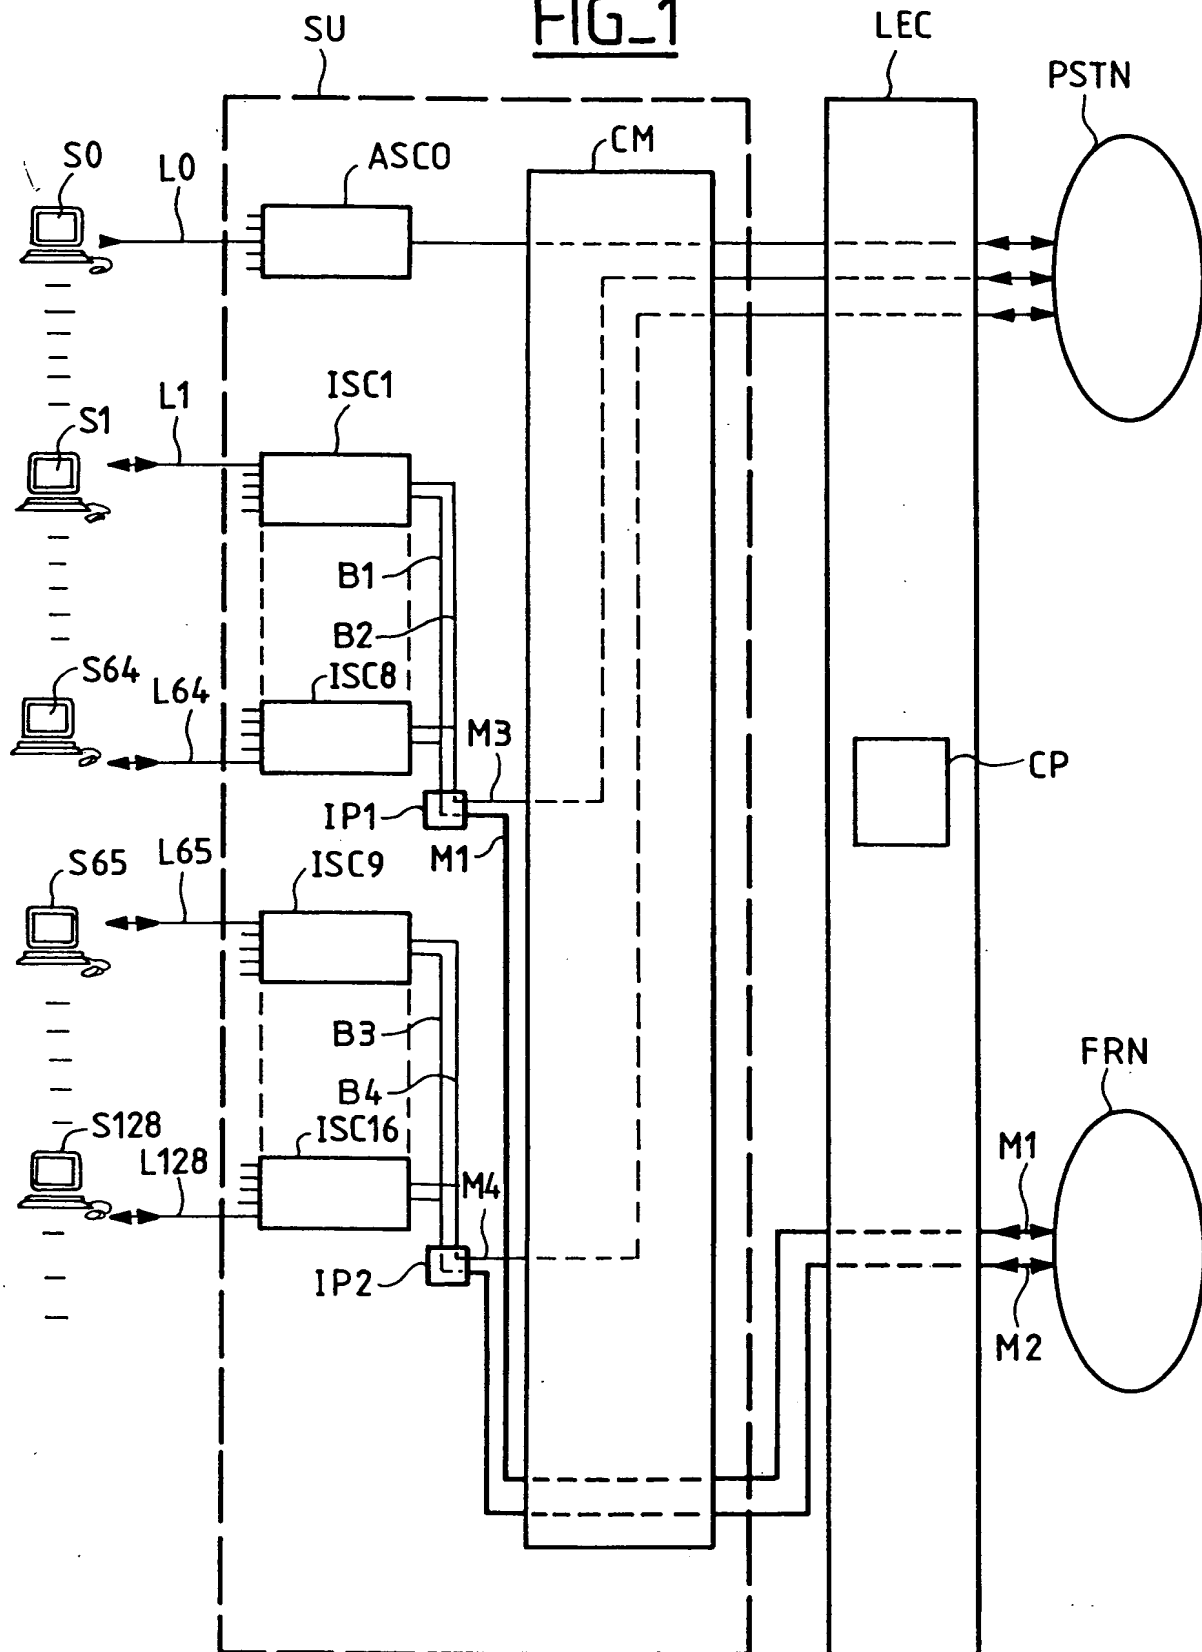 FIG_1
SU
LEC
PSTN
S0
L0
ASC0
CM
L1
ISC1
S1
B1
B2
S64
L64
ISC8
M3
CP
IP1
M1
S65
L65
ISC9
B3
FRN
B4
S128
ISC16
L128
M4
M1
IP2
M2